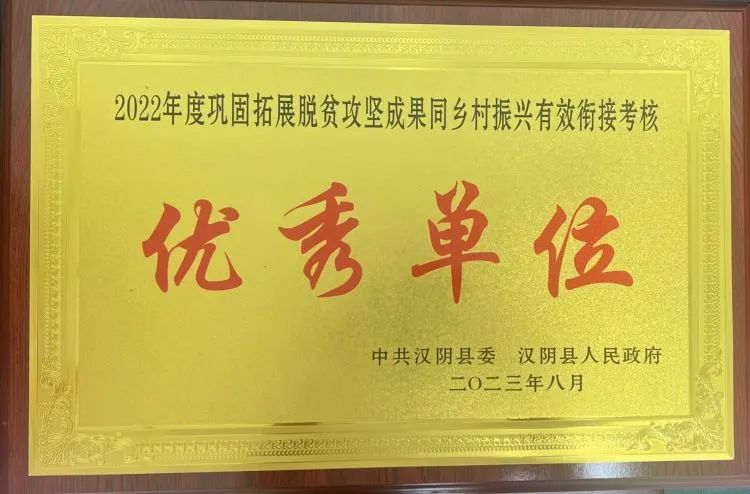 2022年度巩固拓展脱贫攻坚成果同乡村振兴有效衔接考核
优秀单位
中共汉阴县委 汉阴县人民政府
二〇二三年八月